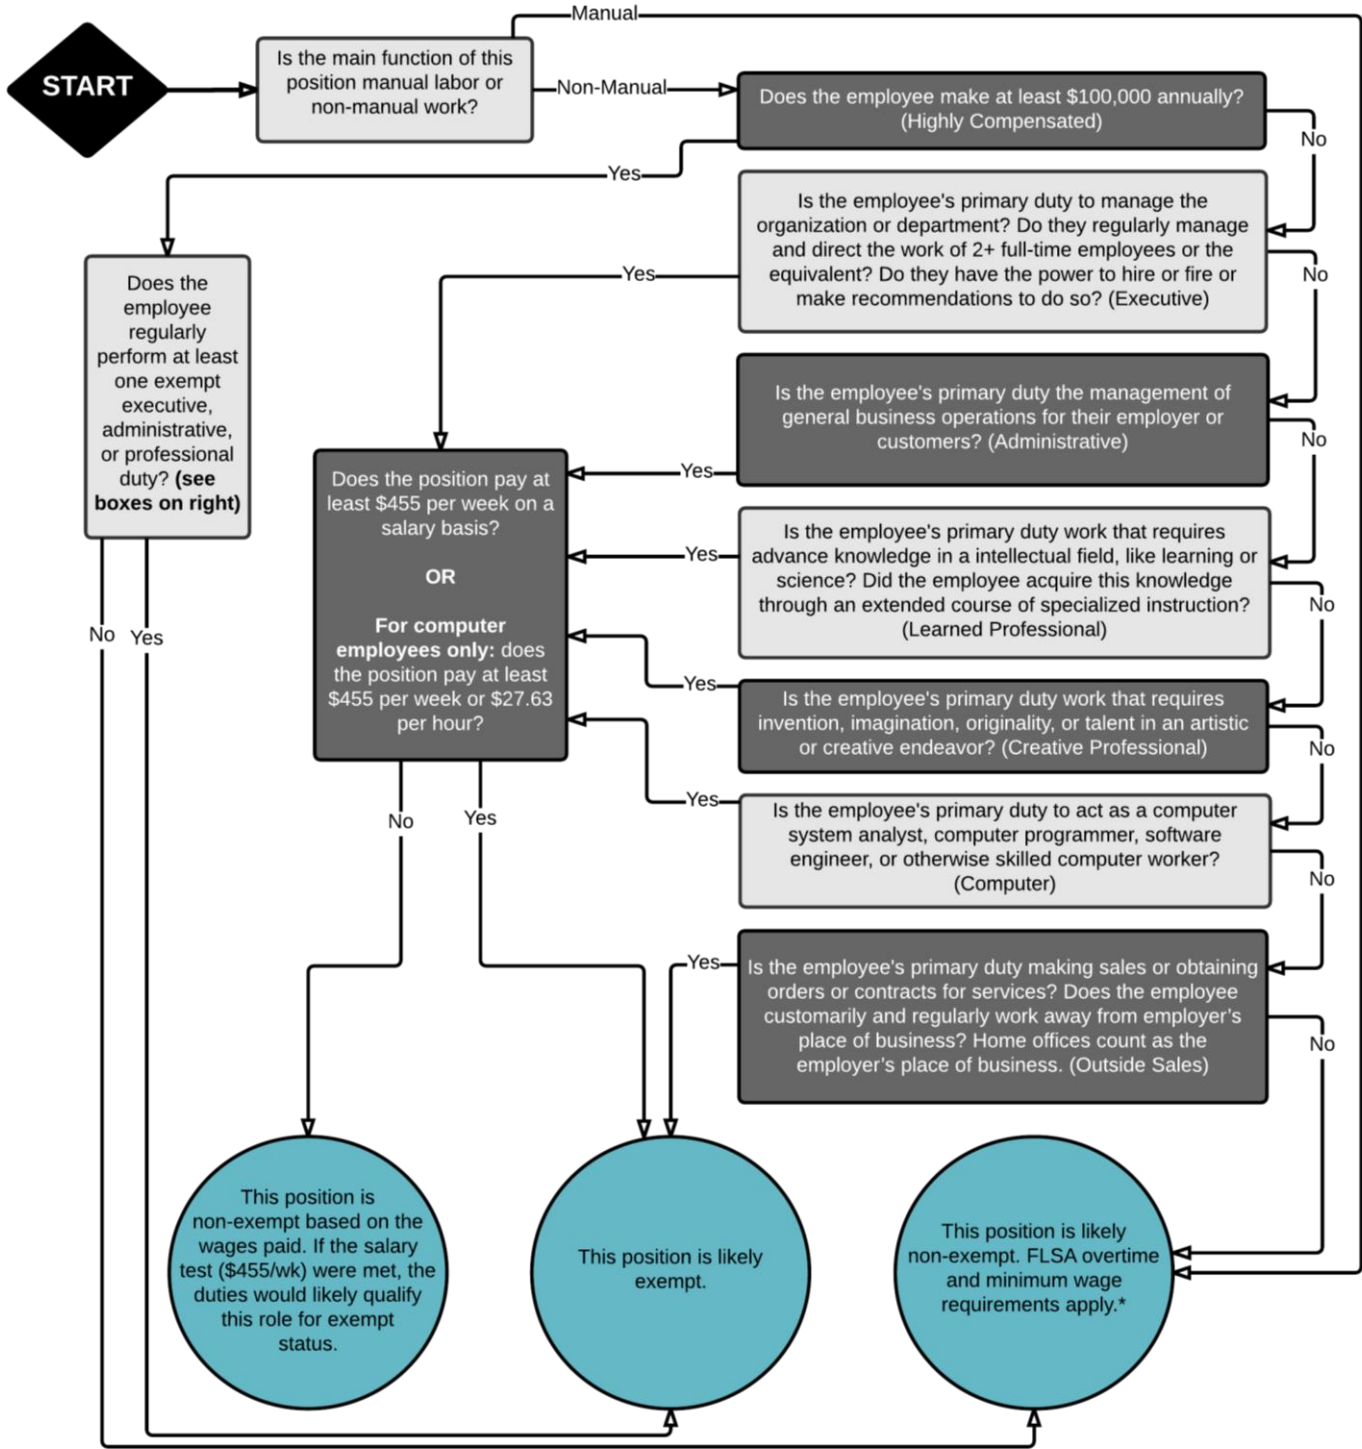 Manual
START
Is the main function of this
position manual labor or
non-manual work?
Non-Manual
Does the employee make at least $100,000 annually?
(Highly Compensated)
No
Yes
Is the employee's primary duty to manage the
organization or department? Do they regularly manage
and direct the work of 2+ full-time employees or the
equivalent? Do they have the power to hire or fire or
make recommendations to do so? (Executive)
No
Yes
Does the
employee
regularly
perform at least
one exempt
executive,
administrative,
or professional
duty? (see
boxes on right)
Is the employee's primary duty the management of
general business operations for their employer or
customers? (Administrative)
No
Yes
Does the position pay at
least $455 per week on a
salary basis?
OR
For computer
employees only: does
the position pay at least
$455 per week or $27.63
per hour?
Is the employee's primary duty work that requires
advance knowledge in a intellectual field, like learning or
science? Did the employee acquire this knowledge
through an extended course of specialized instruction?
(Learned Professional)
Yes
No
No
Yes
Is the employee's primary duty work that requires
invention, imagination, originality, or talent in an artistic
or creative endeavor? (Creative Professional)
Yes
No
Is the employee's primary duty to act as a computer
system analyst, computer programmer, software
engineer, or otherwise skilled computer worker?
(Computer)
Yes
No
No
Yes
Is the employee's primary duty making sales or obtaining
orders or contracts for services? Does the employee
customarily and regularly work away from employer’s
place of business? Home offices count as the
employer’s place of business. (Outside Sales)
Yes
No
This position is
non-exempt based on the
wages paid. If the salary
test ($455/wk) were met, the
duties would likely qualify
this role for exempt
status.
This position is likely
exempt.
This position is likely
non-exempt. FLSA overtime
and minimum wage
requirements apply.*